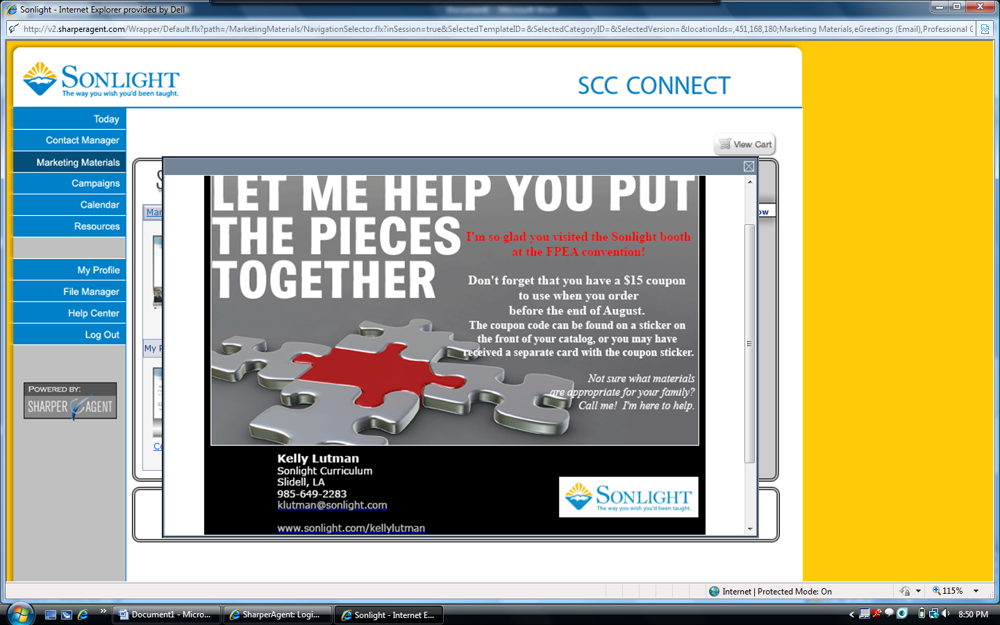 Sonlight - Internet Explorer provided by Dell
http://v2.sharperagent.com/Wrapper/Default.flx?path=/MarketingMaterials/NavigationSelector.flx?inSession=true&SelectedTemplateID=&SelectedCategoryID=&SelectedVersion=&locationIds=,451,168,180;Marketing Materials,eGreetings (Email),Professional
SONLIGHT
The way you wish you'd been taught.
SCC CONNECT
Today
Contact Manager
Marketing Materials
Campaigns
Calendar
Resources
My Profile
File Manager
Help Center
Log Out
POWERED BY:
SHARPER AGENT
View Cart
Mar
ow
My
Co
LET ME HELP YOU PUT
THE PIECES
TOGETHER
I'm so glad you visited the Sonlight booth
at the FPEA convention!
Don't forget that you have a $15 coupon
to use when you order
before the end of August.
The coupon code can be found on a sticker on
the front of your catalog, or you may have
received a separate card with the coupon sticker.
Not sure what materials
are appropriate for your family?
Call me! I'm here to help.
Kelly Lutman
Sonlight Curriculum
Slidell, LA
985-649-2283
klutman@sonlight.com
www.sonlight.com/kellylutman
SONLIGHT
The way you wish you'd been taught.
Internet | Protected Mode: On
115%
Document1 - Micro...
SharperAgent: Logi...
Sonlight - Internet E...
8:50 PM